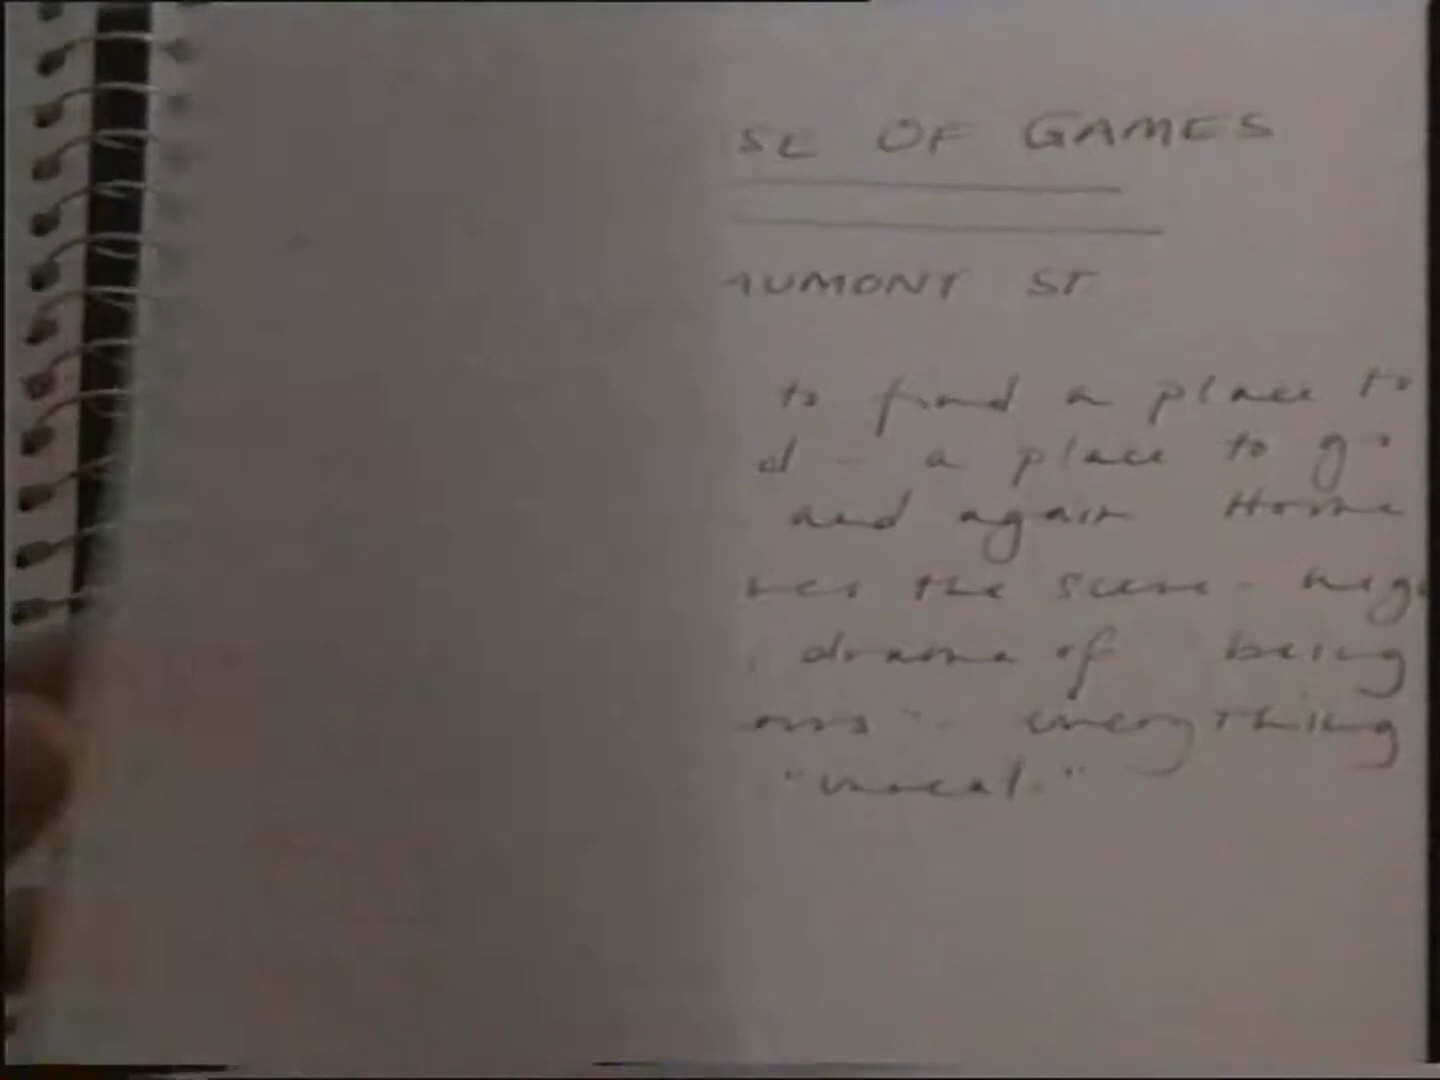 SE OF GAMES
AUMONT ST
to find a place to
d - a place to go
and again Home
the scene -
drama of being
everything
"unreal"